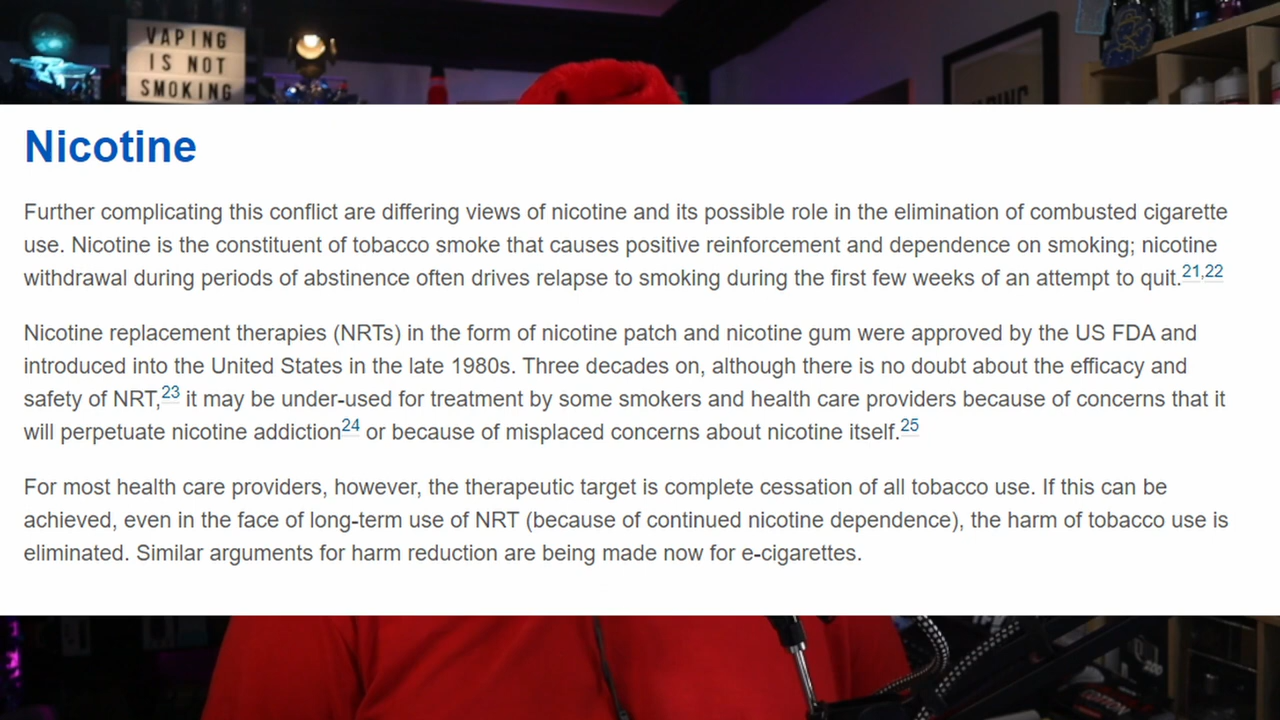 VAPING
IS NOT
SMOKING
Nicotine
Further complicating this conflict are differing views of nicotine and its possible role in the elimination of combusted cigarette
use. Nicotine is the constituent of tobacco smoke that causes positive reinforcement and dependence on smoking; nicotine
withdrawal during periods of abstinence often drives relapse to smoking during the first few weeks of an attempt to quit.21,22
Nicotine replacement therapies (NRTs) in the form of nicotine patch and nicotine gum were approved by the US FDA and
introduced into the United States in the late 1980s. Three decades on, although there is no doubt about the efficacy and
safety of NRT,23 it may be under-used for treatment by some smokers and health care providers because of concerns that it
will perpetuate nicotine addiction24 or because of misplaced concerns about nicotine itself.25
For most health care providers, however, the therapeutic target is complete cessation of all tobacco use. If this can be
achieved, even in the face of long-term use of NRT (because of continued nicotine dependence), the harm of tobacco use is
eliminated. Similar arguments for harm reduction are being made now for e-cigarettes.
COTTON